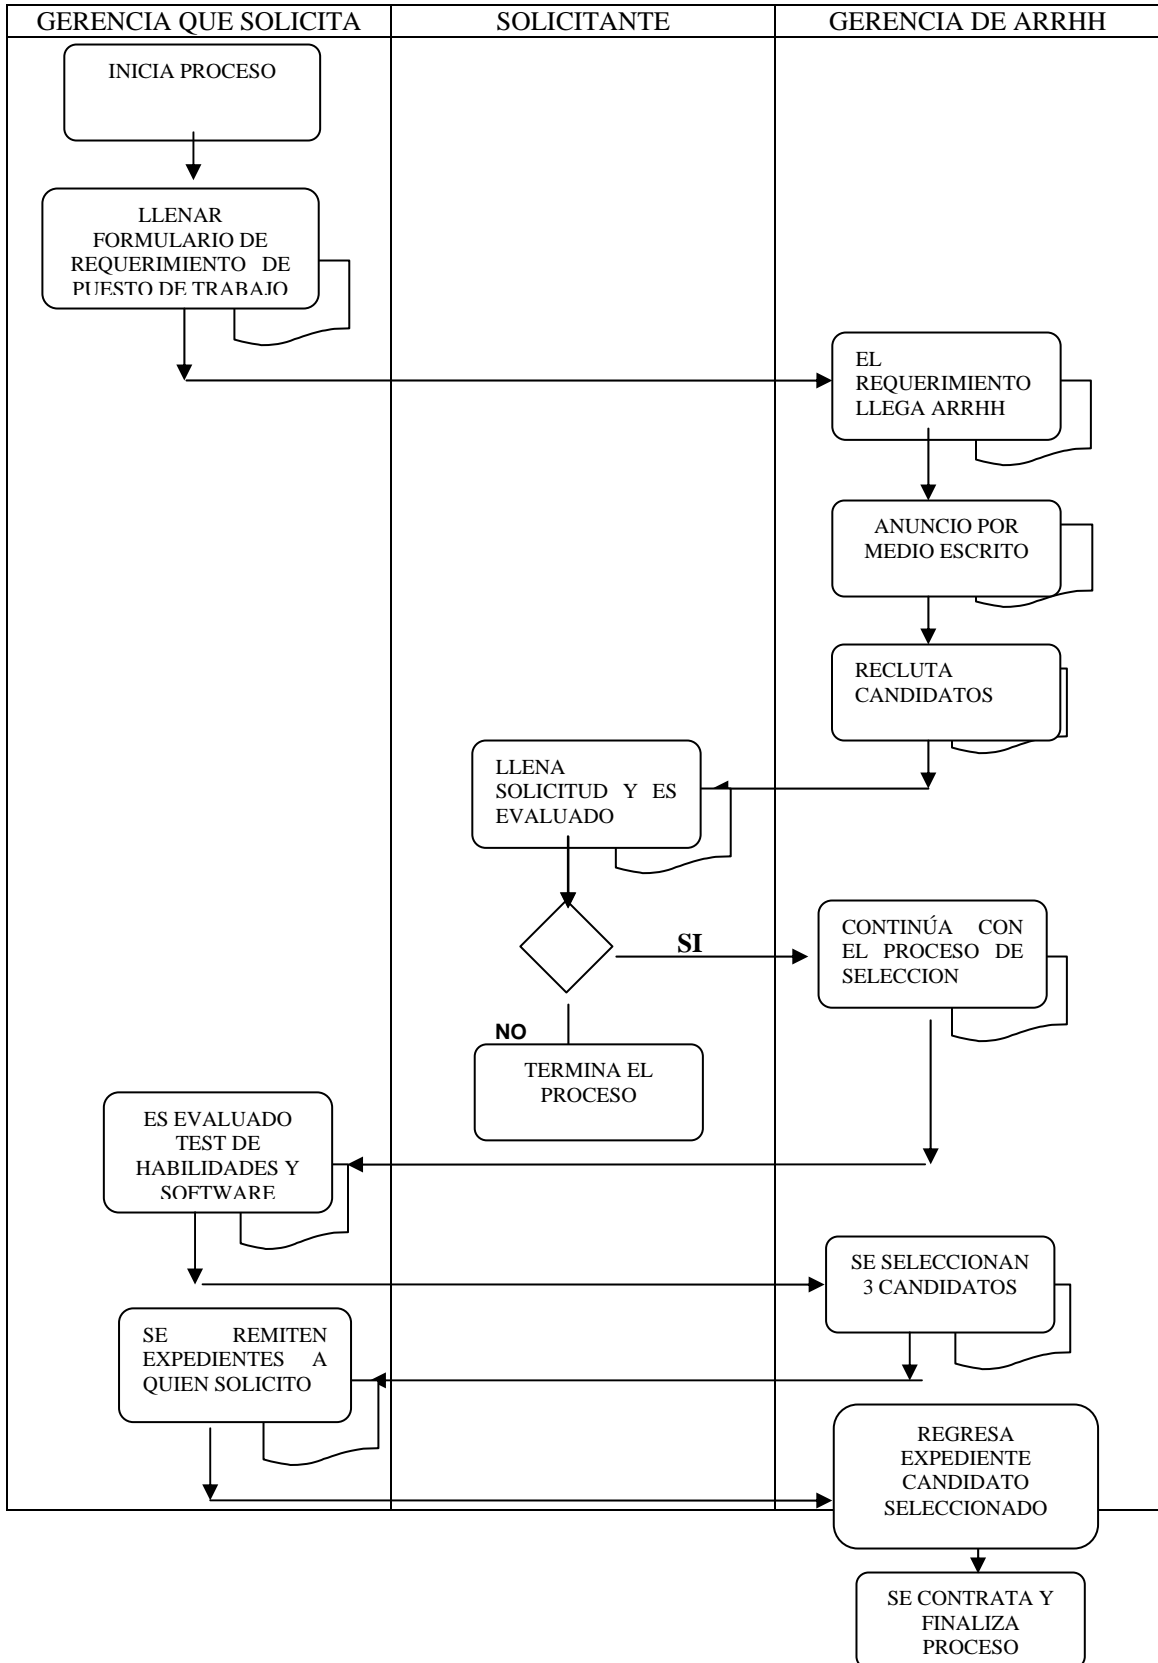 GERENCIA QUE SOLICITA
SOLICITANTE
GERENCIA DE ARRHH
INICIA PROCESO
LLENAR
FORMULARIO DE
REQUERIMIENTO DE
PUESTO DE TRABAJO
EL
REQUERIMIENTO
LLEGA ARRHH
ANUNCIO POR
MEDIO ESCRITO
RECLUTA
CANDIDATOS
LLENA
SOLICITUD Y ES
EVALUADO
SI
CONTINÚA CON
EL PROCESO DE
SELECCION
NO
TERMINA EL
PROCESO
ES EVALUADO
TEST DE
HABILIDADES Y
SOFTWARE
SE SELECCIONAN
3 CANDIDATOS
SE REMITEN
EXPEDIENTES A
QUIEN SOLICITO
REGRESA
EXPEDIENTE
CANDIDATO
SELECCIONADO
SE CONTRATA Y
FINALIZA
PROCESO